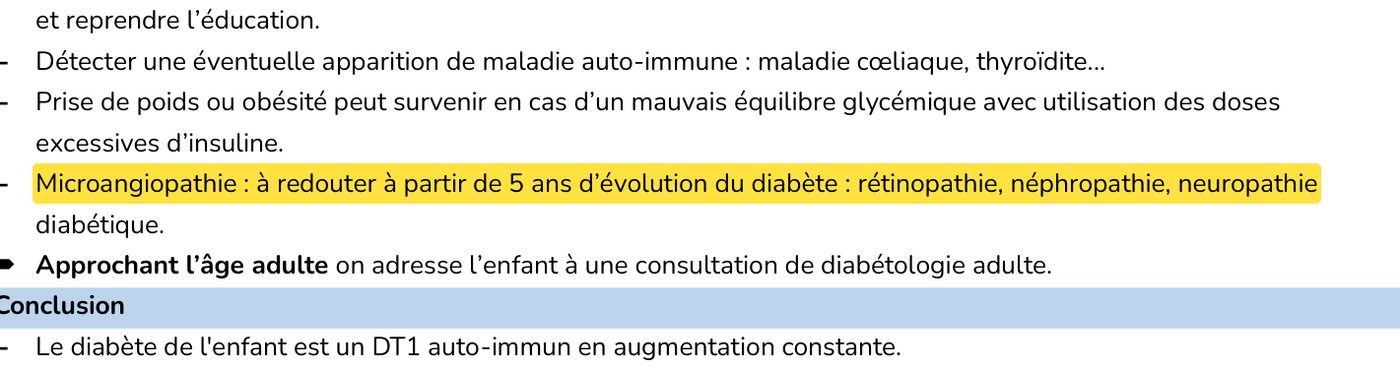 et reprendre l’éducation.
- Détecter une éventuelle apparition de maladie auto-immune : maladie cœliaque, thyroïdite...
- Prise de poids ou obésité peut survenir en cas d’un mauvais équilibre glycémique avec utilisation des doses
excessives d’insuline.
- Microangiopathie : à redouter à partir de 5 ans d’évolution du diabète : rétinopathie, néphropathie, neuropathie
diabétique.
Approchant l’âge adulte on adresse l’enfant à une consultation de diabétologie adulte.
Conclusion
- Le diabète de l'enfant est un DT1 auto-immun en augmentation constante.